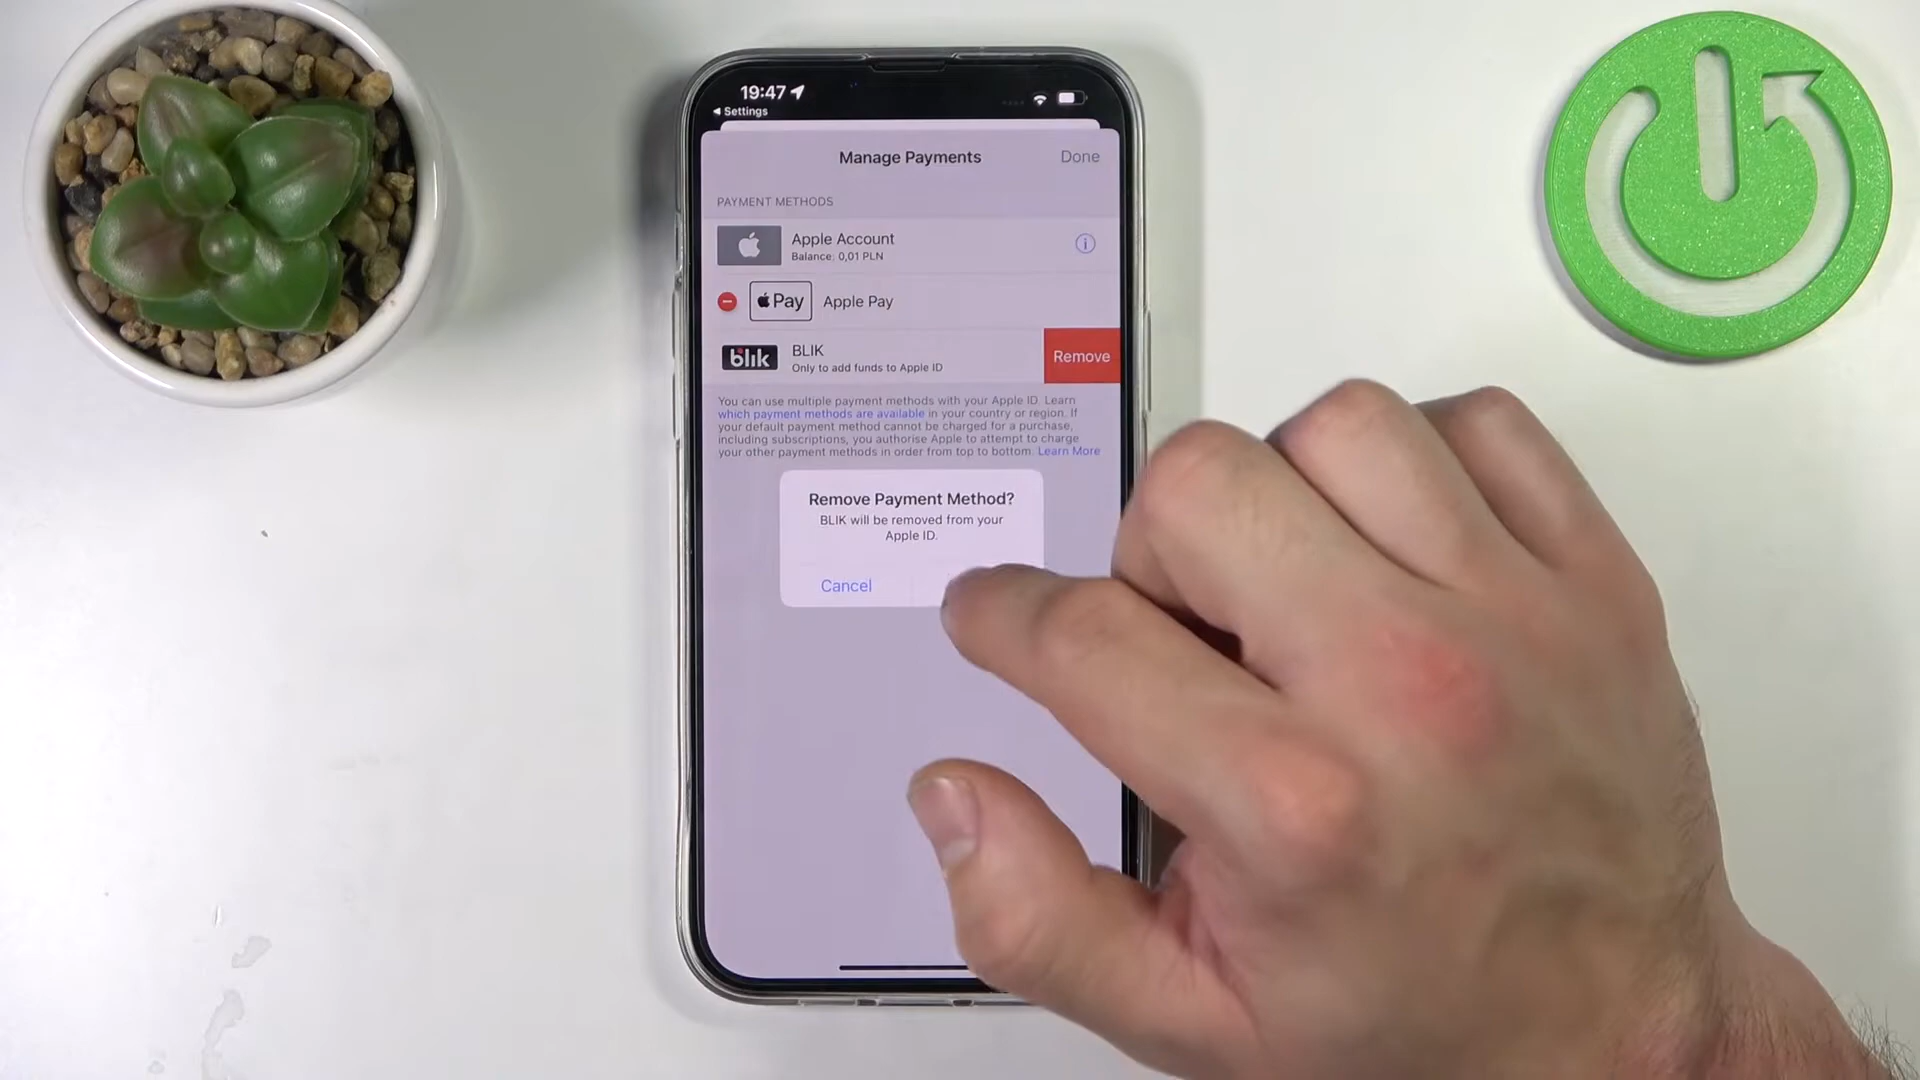 19:47
Settings
Manage Payments
Done
PAYMENT METHODS
Apple Account
Balance: 0,01 PLN
Pay
Apple Pay
blik
BLIK
Only to add funds to Apple ID
Remove
You can use multiple payment methods with your Apple ID. Learn
which payment methods are available in your country or region. If
your default payment method cannot be charged for a purchase,
including subscriptions, you authorise Apple to attempt to charge
your other payment methods in order from top to bottom. Learn More
Remove Payment Method?
BLIK will be removed from your
Apple ID.
Cancel